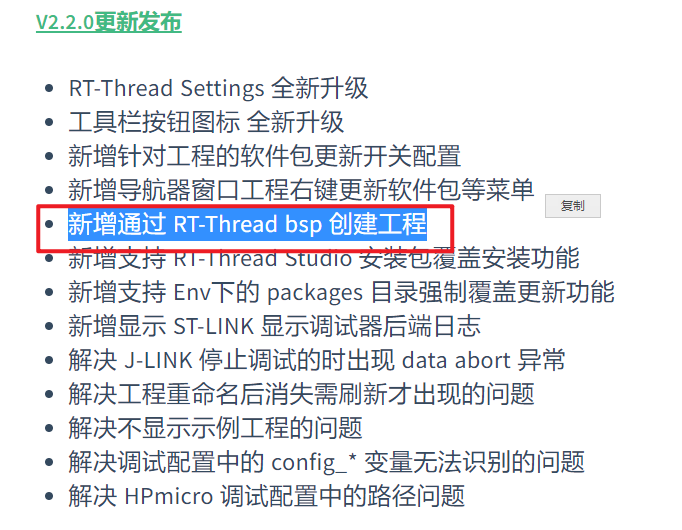 V2.2.0更新发布
RT-Thread Settings 全新升级
工具栏按钮图标 全新升级
新增针对工程的软件包更新开关配置
新增导航器窗口工程右键更新软件包等菜单
复制
新增通过 RT-Thread bsp 创建工程
新增支持 RT-Thread Studio 安装包覆盖安装功能
新增支持 Env下的 packages 目录强制覆盖更新功能
新增显示 ST-LINK 显示调试器后端日志
解决 J-LINK 停止调试的时出现 data abort 异常
解决工程重命名后消失需刷新才出现的问题
解决不显示示例工程的问题
解决调试配置中的 config_* 变量无法识别的问题
解决 HPmicro 调试配置中的路径问题